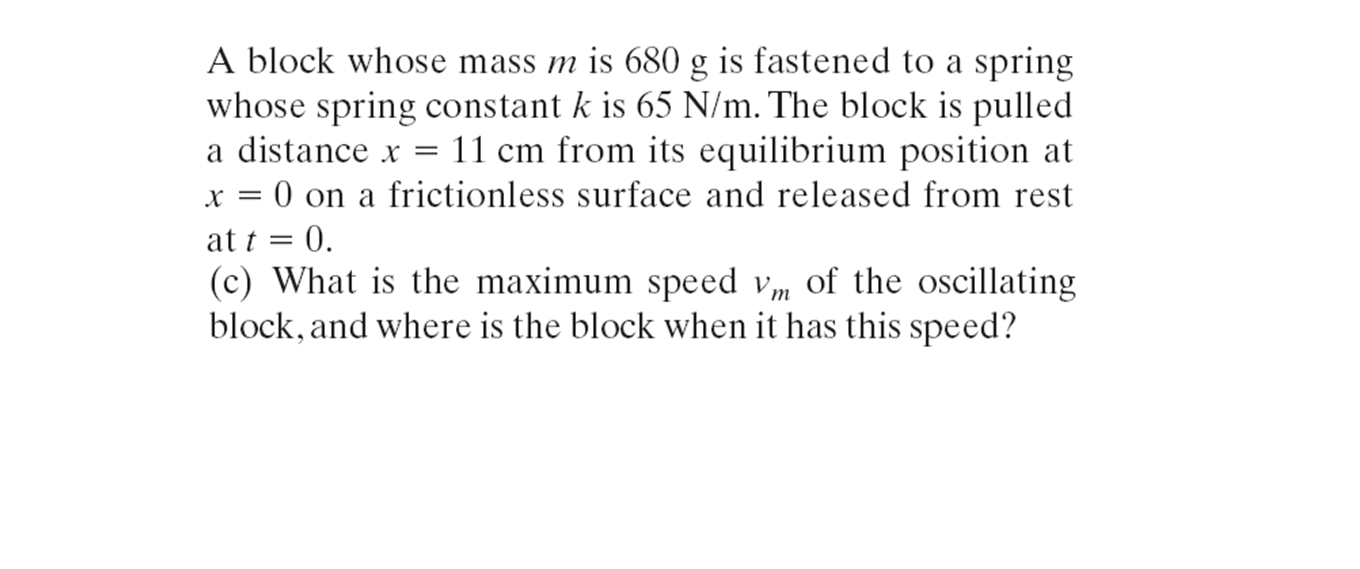 A block whose mass m is 680 g is fastened to a spring
whose spring constant k is 65 N/m. The block is pulled
a distance x = 11 cm from its equilibrium position at
x = 0 on a frictionless surface and released from rest
at t = 0.
(c) What is the maximum speed vm of the oscillating
block, and where is the block when it has this speed?